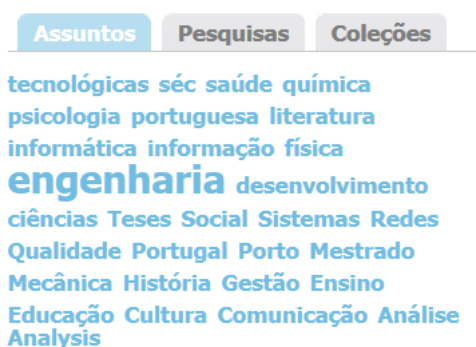 Assuntos Pesquisas Coleções
tecnológicas séc saúde química
psicologia portuguesa literatura
informática informação física
engenharia desenvolvimento
ciências Teses Social Sistemas Redes
Qualidade Portugal Porto Mestrado
Mecânica História Gestão Ensino
Educação Cultura Comunicação Análise
Analysis